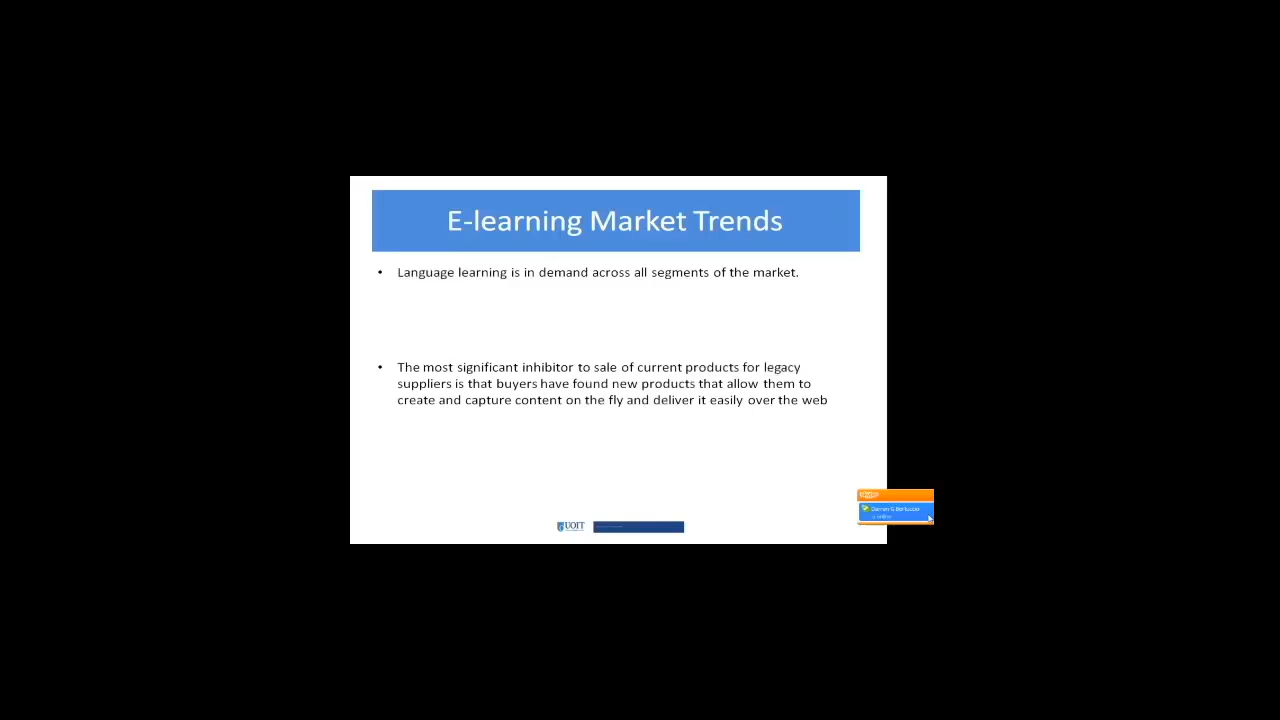 E-learning Market Trends
• Language learning is in demand across all segments of the market.
• The most significant inhibitor to sale of current products for legacy
suppliers is that buyers have found new products that allow them to
create and capture content on the fly and deliver it easily over the web
UOIT
is online